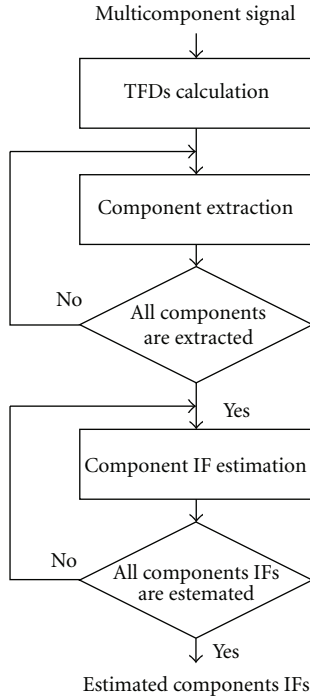 Multicomponent signal
TFDs calculation
Component extraction
No
All components
are extracted
Yes
Component IF estimation
No
All components IFs
are estemated
Yes
Estimated components IFs